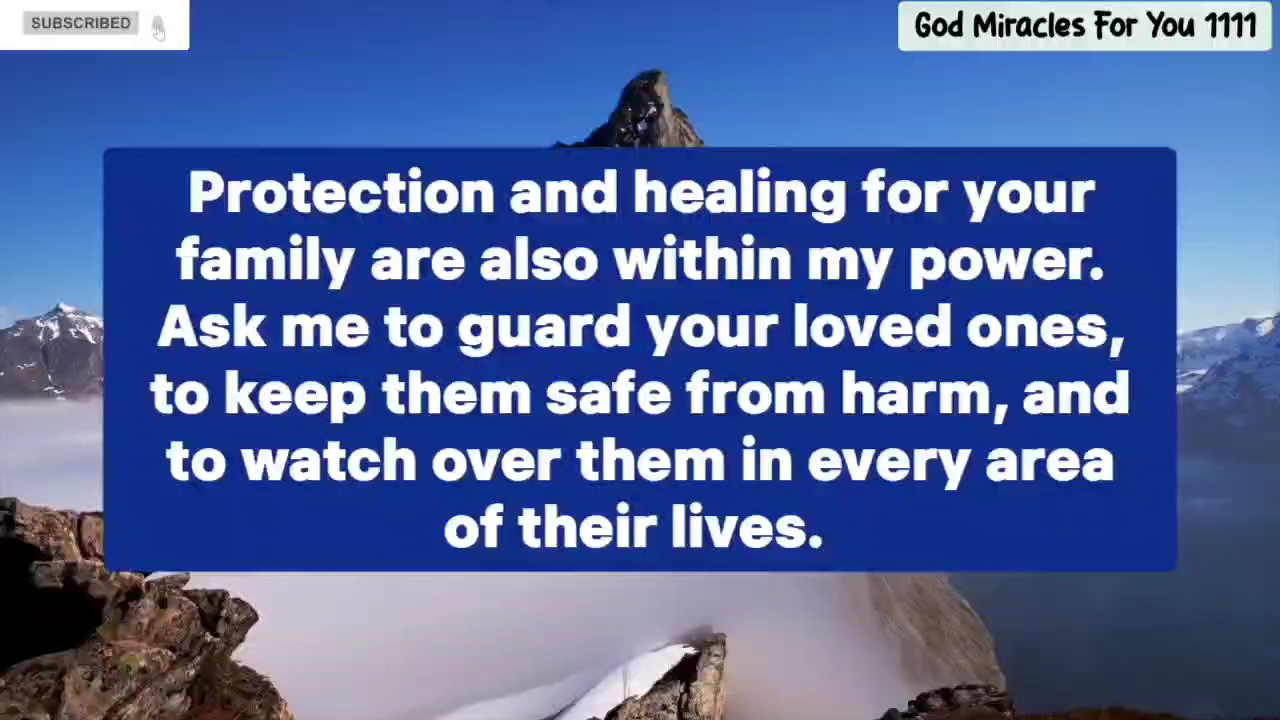 SUBSCRIBED
God Miracles For You 1111
Protection and healing for your
family are also within my power.
Ask me to guard your loved ones,
to keep them safe from harm, and
to watch over them in every area
of their lives.